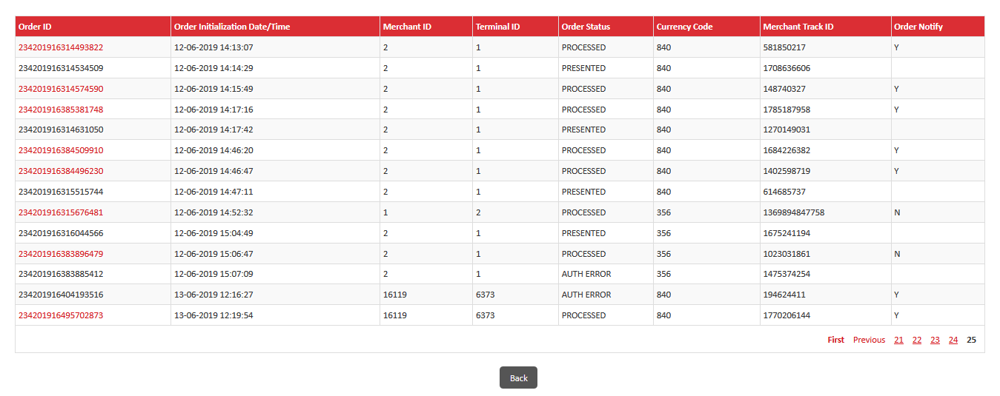 Order ID Order Initialization Date/Time Merchant ID Terminal ID Order Status Currency Code Merchant Track ID Order Notify
234201916314493822 12-06-2019 14:13:07 2 1 PROCESSED 840 581850217 Y
234201916314534509 12-06-2019 14:14:29 2 1 PRESENTED 840 1708636606
234201916314574590 12-06-2019 14:15:49 2 1 PROCESSED 840 148740327 Y
234201916385381748 12-06-2019 14:17:16 2 1 PROCESSED 840 1785187958 Y
234201916314631050 12-06-2019 14:17:42 2 1 PRESENTED 840 1270149031
234201916384509910 12-06-2019 14:46:20 2 1 PROCESSED 840 1684226382 Y
234201916384496230 12-06-2019 14:46:47 2 1 PROCESSED 840 1402598719 Y
234201916315515744 12-06-2019 14:47:11 2 1 PRESENTED 840 614685737
234201916315676481 12-06-2019 14:52:32 1 2 PROCESSED 356 1369894847758 N
234201916316044566 12-06-2019 15:04:49 2 1 PRESENTED 356 1675241194
234201916383896479 12-06-2019 15:06:47 2 1 PROCESSED 356 1023031861 N
234201916383885412 12-06-2019 15:07:09 2 1 AUTH ERROR 356 1475374254
234201916404193516 13-06-2019 12:16:27 16119 6373 AUTH ERROR 840 194624411 Y
234201916495702873 13-06-2019 12:19:54 16119 6373 PROCESSED 840 1770206144 Y
First Previous 21 22 23 24 25
Back